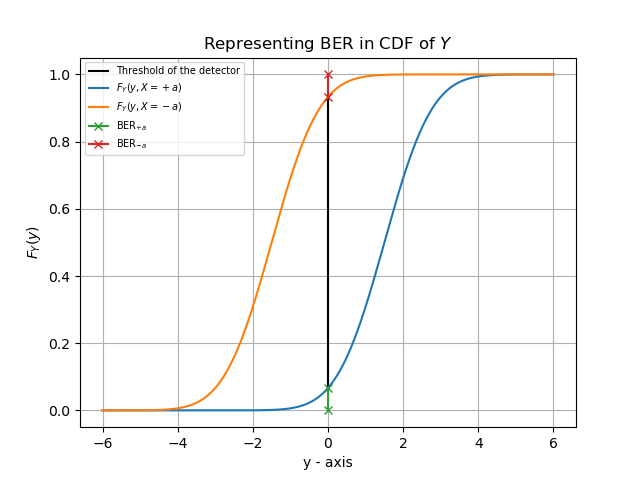 Representing BER in CDF of Y
Threshold of the detector
F_Y(y, X = +a)
F_Y(y, X = −a)
BER_{+a}
BER_{−a}
F_Y(y)
1.0
0.8
0.6
0.4
0.2
0.0
−6 −4 −2 0 2 4 6
y - axis